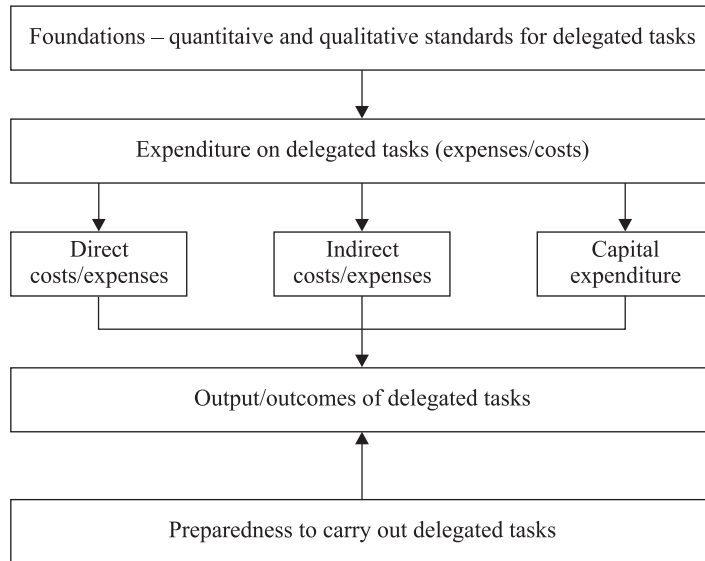 Foundations – quantitaive and qualitative standards for delegated tasks
Expenditure on delegated tasks (expenses/costs)
Direct
costs/expenses
Indirect
costs/expenses
Capital
expenditure
Output/outcomes of delegated tasks
Preparedness to carry out delegated tasks